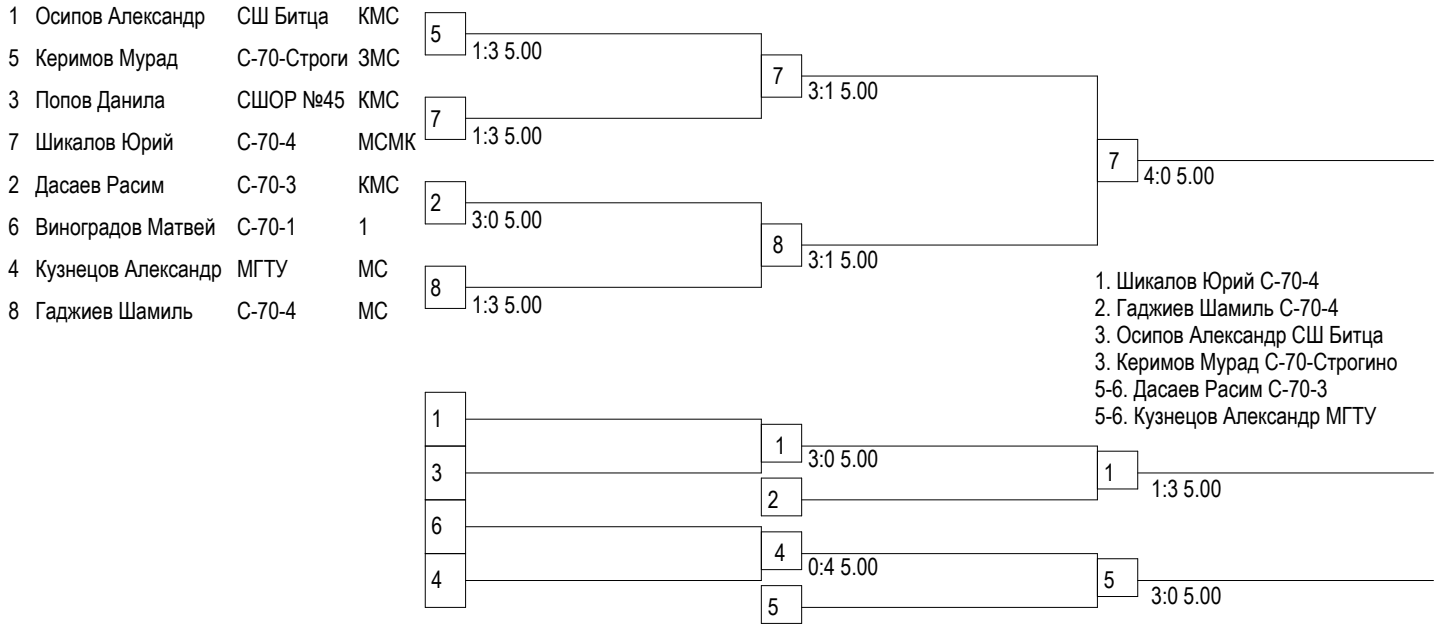 1 Осипов Александр СШ Битца КМС
5 Керимов Мурад С-70-Строги ЗМС
3 Попов Данила СШОР №45 КМС
7 Шикалов Юрий С-70-4 МСМК
2 Дасаев Расим С-70-3 КМС
6 Виноградов Матвей С-70-1 1
4 Кузнецов Александр МГТУ МС
8 Гаджиев Шамиль С-70-4 МС
5
1:3 5.00
7
1:3 5.00
2
3:0 5.00
8
1:3 5.00
7
3:1 5.00
8
3:1 5.00
7
4:0 5.00
1. Шикалов Юрий С-70-4
2. Гаджиев Шамиль С-70-4
3. Осипов Александр СШ Битца
3. Керимов Мурад С-70-Строгино
5-6. Дасаев Расим С-70-3
5-6. Кузнецов Александр МГТУ
1
3
6
4
1
3:0 5.00
2
4
0:4 5.00
5
1
1:3 5.00
5
3:0 5.00